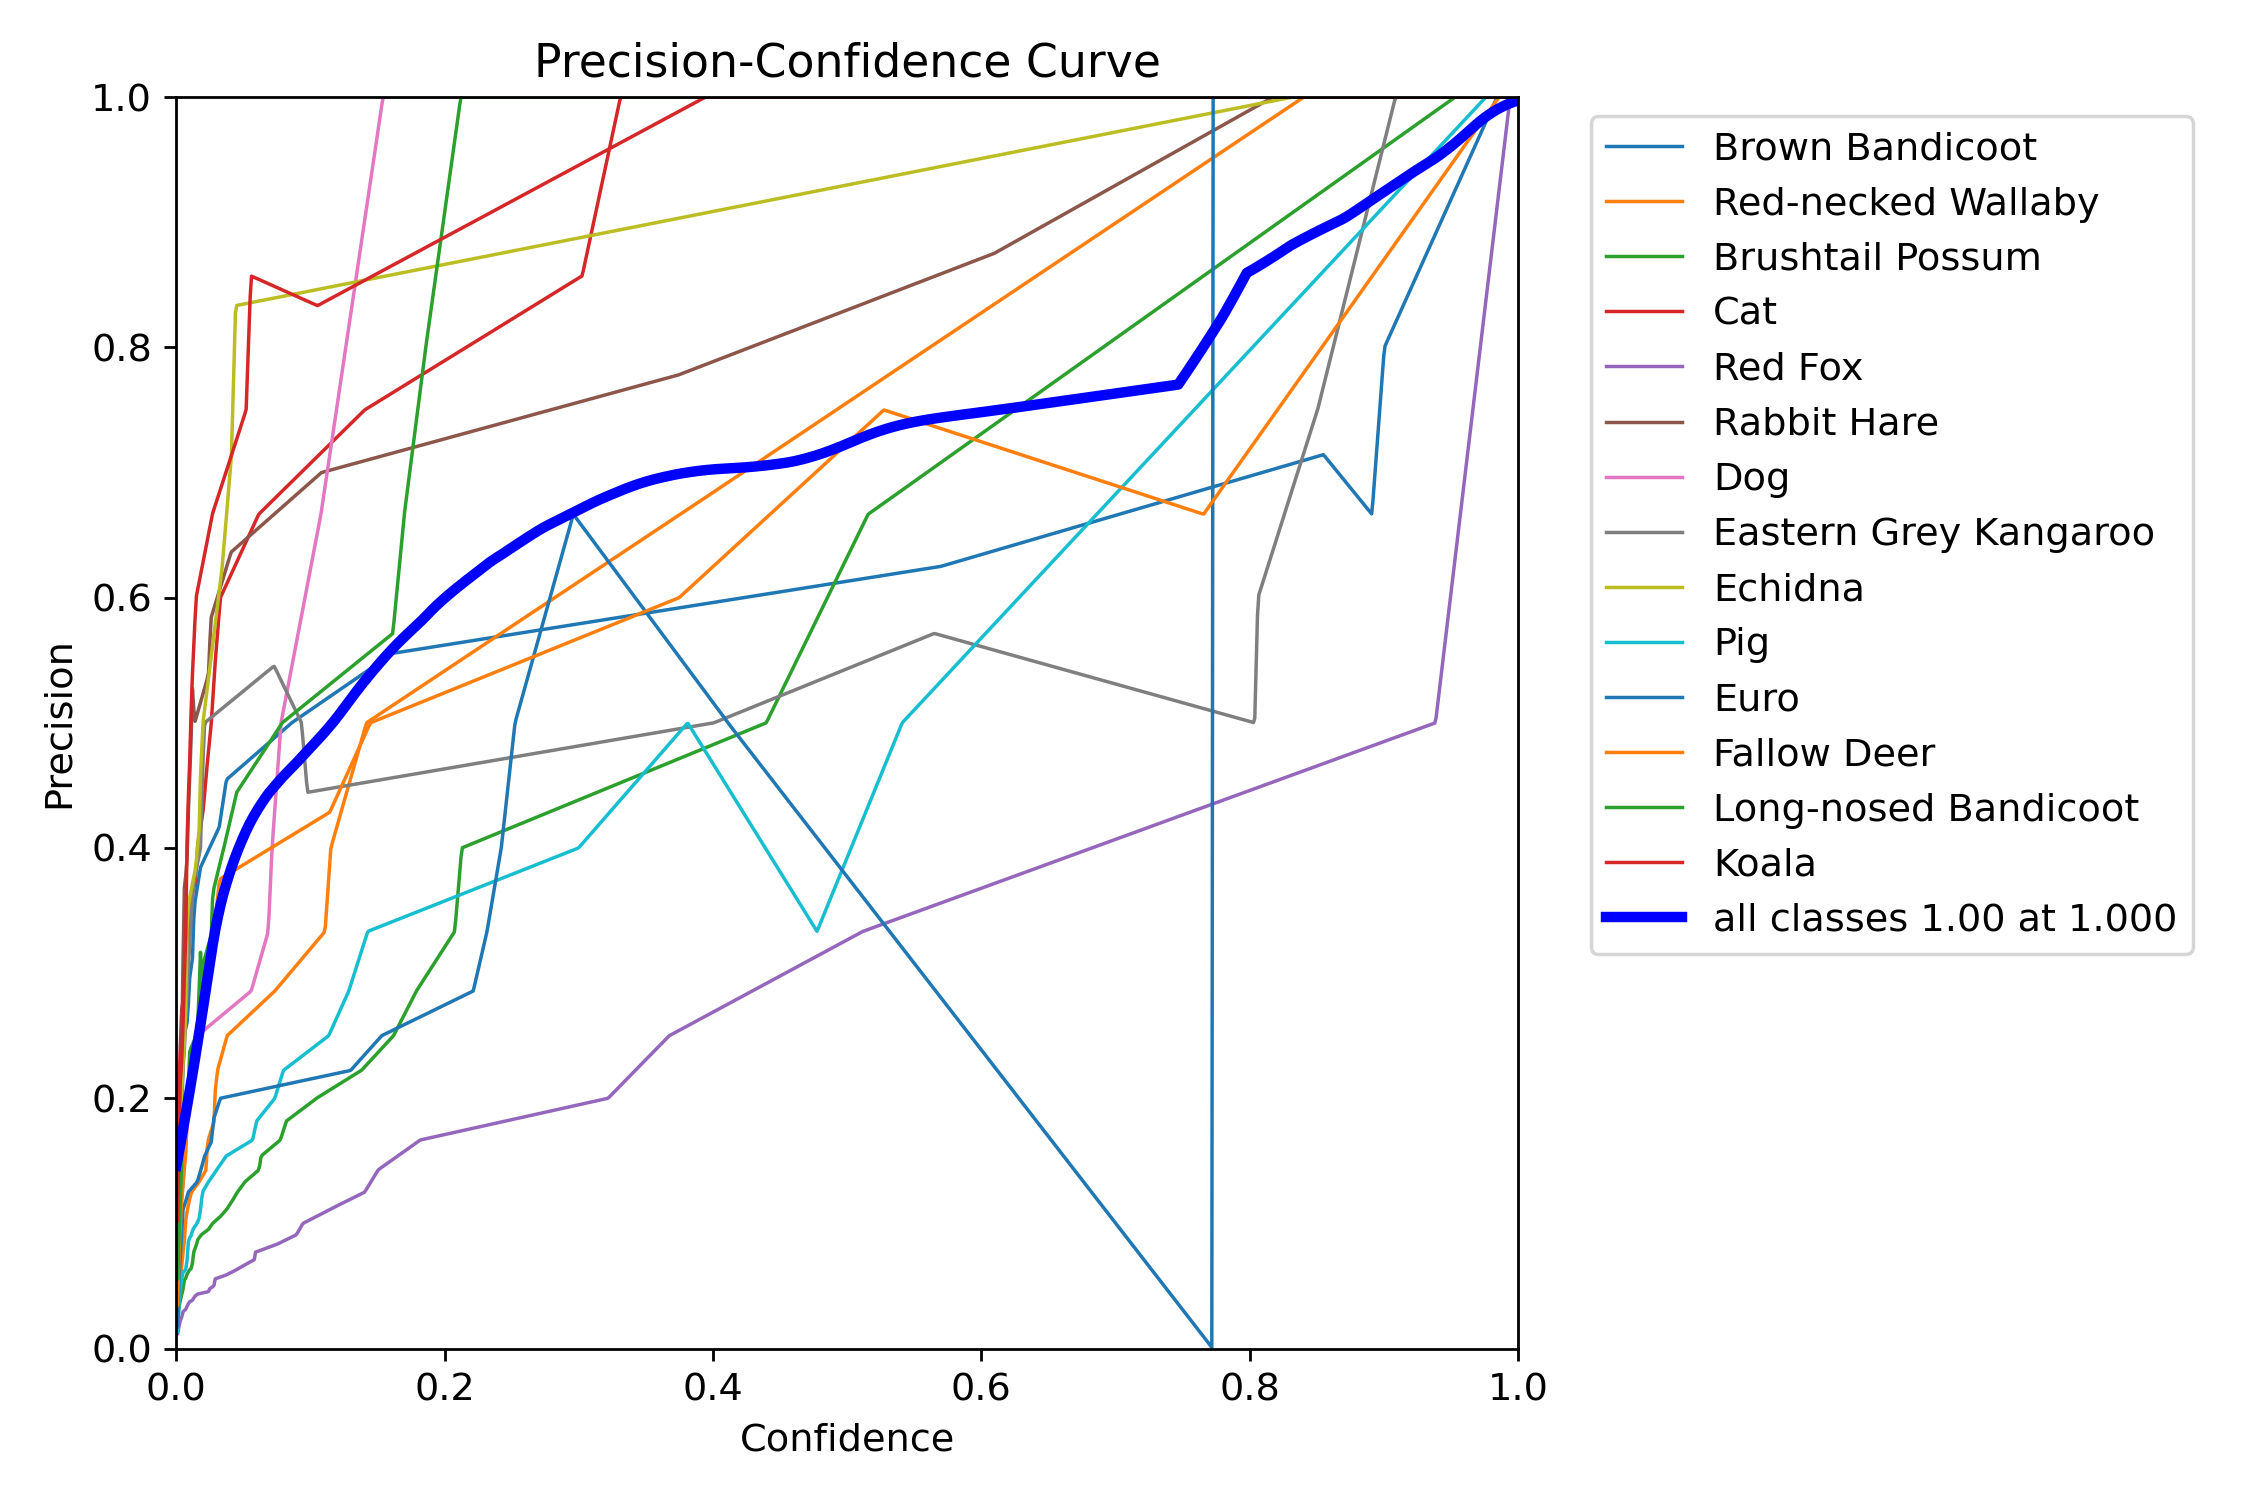 Precision-Confidence Curve
1.0
0.8
0.6
0.4
0.2
0.0
Precision
0.0 0.2 0.4 0.6 0.8 1.0
Confidence
Brown Bandicoot
Red-necked Wallaby
Brushtail Possum
Cat
Red Fox
Rabbit Hare
Dog
Eastern Grey Kangaroo
Echidna
Pig
Euro
Fallow Deer
Long-nosed Bandicoot
Koala
all classes 1.00 at 1.000